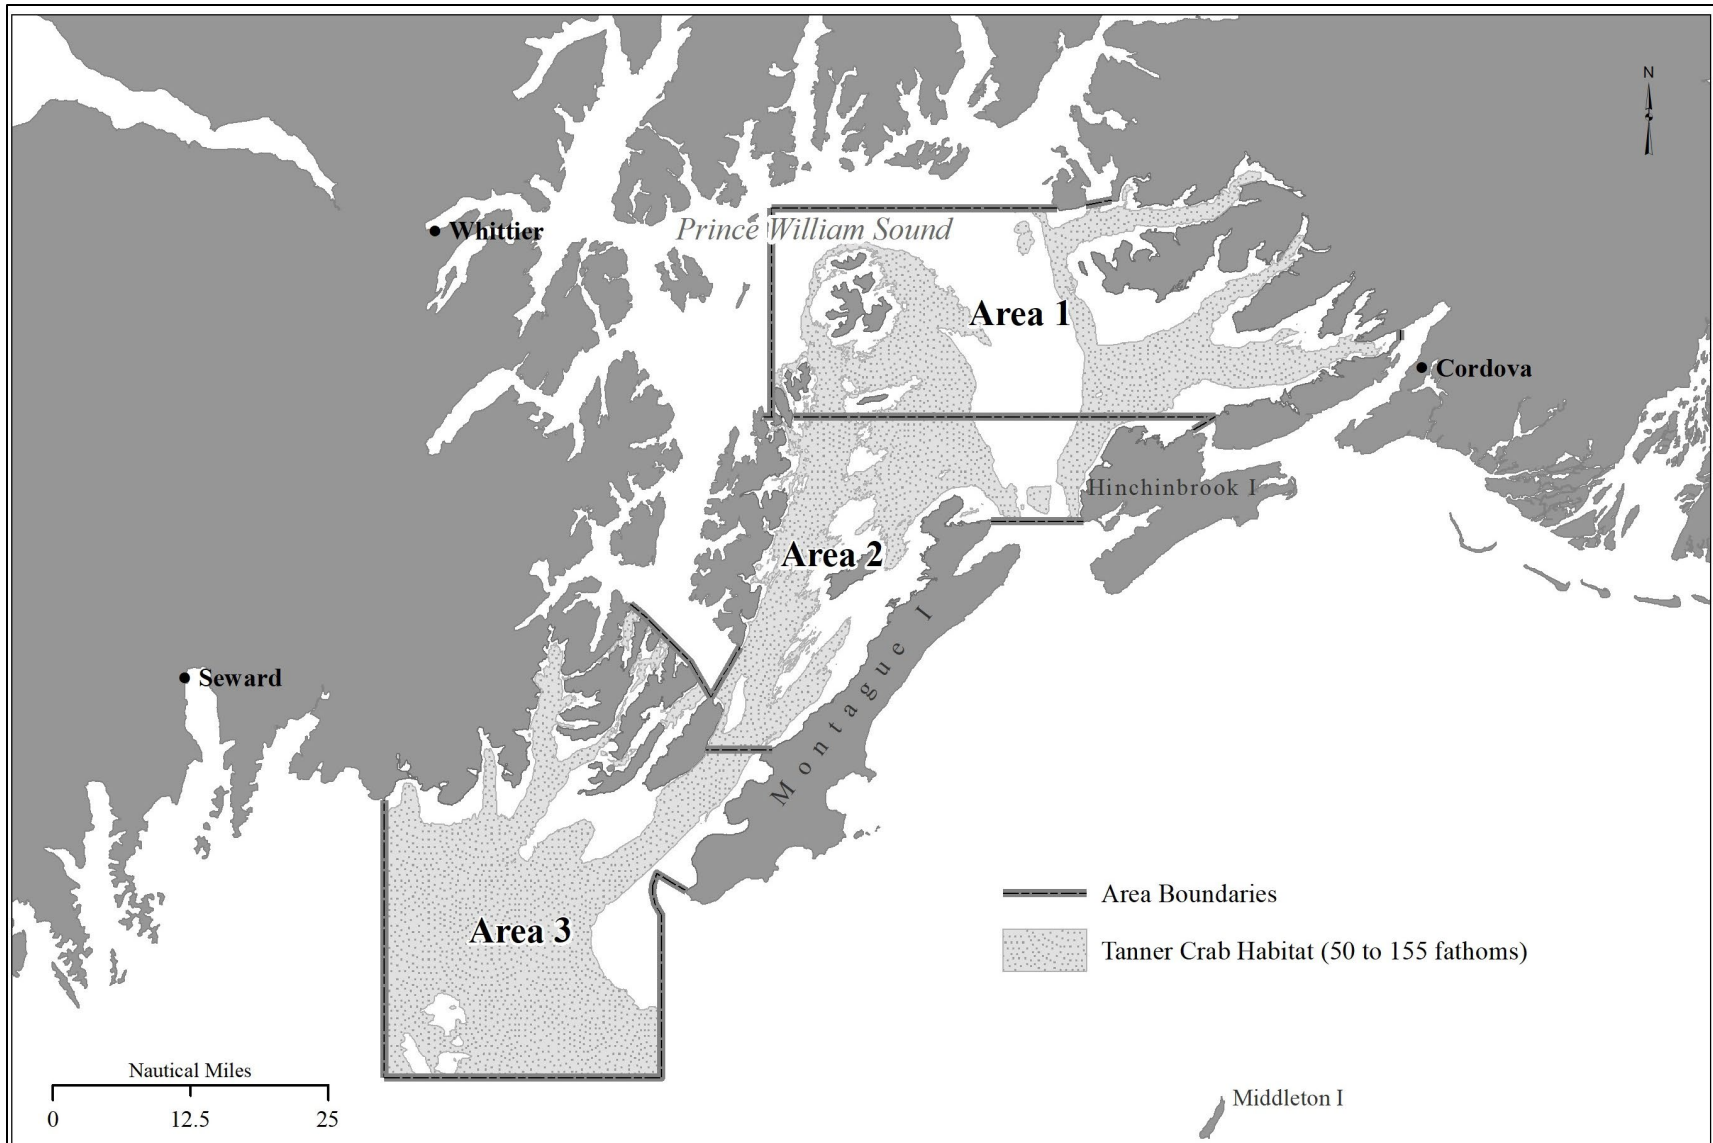 N
Whittier
Prince William Sound
Area 1
Cordova
Hinchinbrook I
Area 2
Montague I
Seward
Area Boundaries
Area 3
Tanner Crab Habitat (50 to 155 fathoms)
Nautical Miles
0 12.5 25
Middleton I